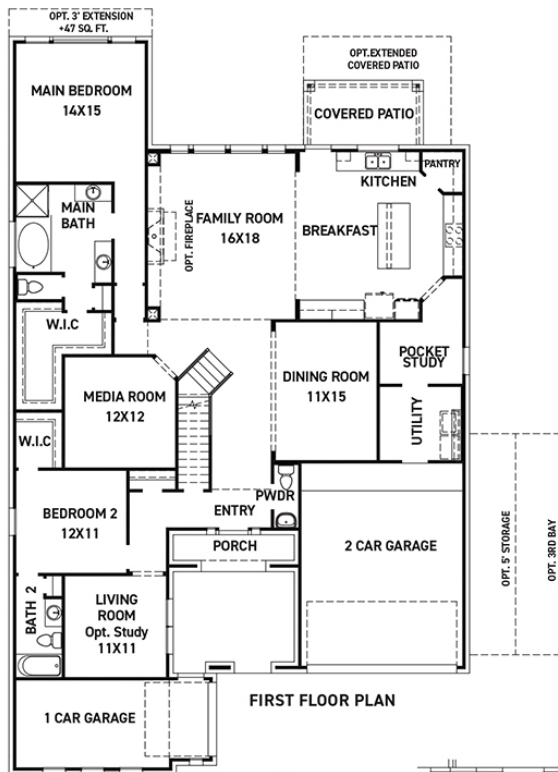 OPT. 3' EXTENSION
+47 SQ. FT.
OPT.EXTENDED
COVERED PATIO
MAIN BEDROOM
14X15
COVERED PATIO
PANTRY
KITCHEN
MAIN
BATH
FAMILY ROOM
16X18
OPT. FIREPLACE
BREAKFAST
W.I.C
POCKET
STUDY
DINING ROOM
11X15
MEDIA ROOM
12X12
UTILITY
W.I.C
PWDR
ENTRY
BEDROOM 2
12X11
PORCH
2 CAR GARAGE
OPT. 5' STORAGE
OPT. 3RD BAY
BATH 2
LIVING
ROOM
Opt. Study
11X11
FIRST FLOOR PLAN
1 CAR GARAGE